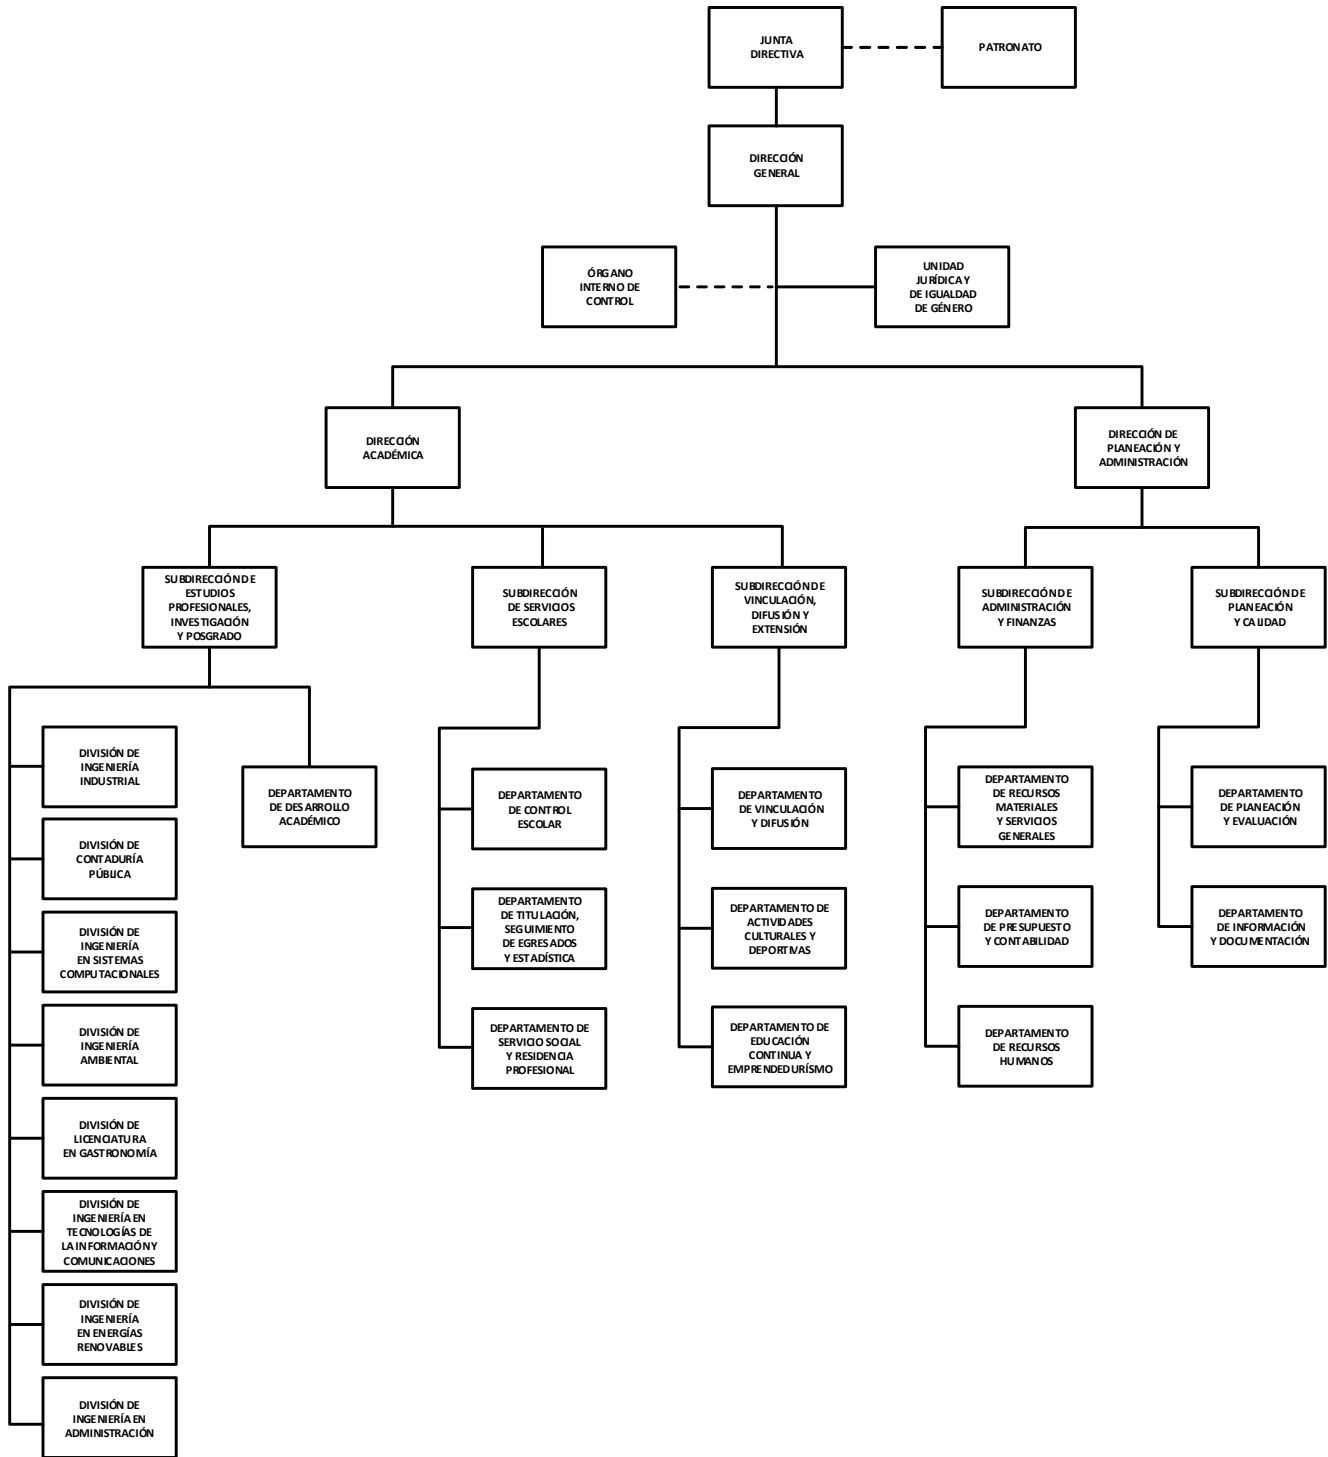 JUNTA
DIRECTIVA
PATRONATO
DIRECCIÓN
GENERAL
ÓRGANO
INTERNO DE
CONTROL
UNIDAD
JURÍDICA Y
DE IGUALDAD
DE GÉNERO
DIRECCIÓN
ACADÉMICA
DIRECCIÓN DE
PLANEACIÓN Y
ADMINISTRACIÓN
SUBDIRECCIÓN DE
ESTUDIOS
PROFESIONALES,
INVESTIGACIÓN
Y POSGRADO
SUBDIRECCIÓN
DE SERVICIOS
ESCOLARES
SUBDIRECCIÓN DE
VINCULACIÓN,
DIFUSIÓN Y
EXTENSIÓN
SUBDIRECCIÓN DE
ADMINISTRACIÓN
Y FINANZAS
SUBDIRECCIÓN DE
PLANEACIÓN
Y CALIDAD
DIVISIÓN DE
INGENIERÍA
INDUSTRIAL
DIVISIÓN DE
CONTADURÍA
PÚBLICA
DIVISIÓN DE
INGENIERÍA
EN SISTEMAS
COMPUTACIONALES
DIVISIÓN DE
INGENIERÍA
AMBIENTAL
DIVISIÓN DE
LICENCIATURA
EN GASTRONOMÍA
DIVISIÓN DE
INGENIERÍA EN
TECNOLOGÍAS DE
LA INFORMACIÓN Y
COMUNICACIONES
DIVISIÓN DE
INGENIERÍA
EN ENERGÍAS
RENOVABLES
DIVISIÓN DE
INGENIERÍA EN
ADMINISTRACIÓN
DEPARTAMENTO
DE DESARROLLO
ACADÉMICO
DEPARTAMENTO
DE CONTROL
ESCOLAR
DEPARTAMENTO
DE TITULACIÓN,
SEGUIMIENTO
DE EGRESADOS
Y ESTADÍSTICA
DEPARTAMENTO DE
SERVICIO SOCIAL
Y RESIDENCIA
PROFESIONAL
DEPARTAMENTO
DE VINCULACIÓN
Y DIFUSIÓN
DEPARTAMENTO DE
ACTIVIDADES
CULTURALES Y
DEPORTIVAS
DEPARTAMENTO DE
EDUCACIÓN
CONTINUA Y
EMPRENDEDURÍSMO
DEPARTAMENTO
DE RECURSOS
MATERIALES
Y SERVICIOS
GENERALES
DEPARTAMENTO
DE PRESUPUESTO
Y CONTABILIDAD
DEPARTAMENTO
DE RECURSOS
HUMANOS
DEPARTAMENTO
DE PLANEACIÓN
Y EVALUACIÓN
DEPARTAMENTO
DE INFORMACIÓN
Y DOCUMENTACIÓN